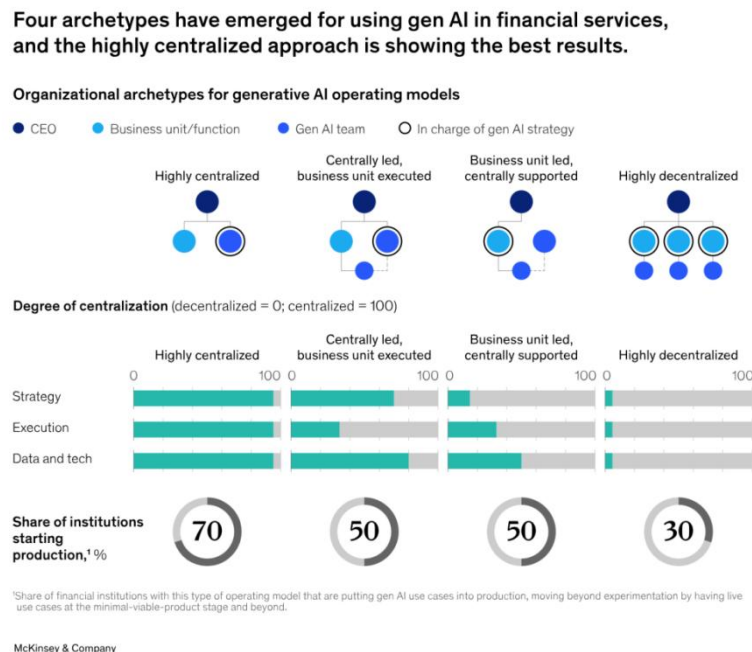 Four archetypes have emerged for using gen AI in financial services,
and the highly centralized approach is showing the best results.
Organizational archetypes for generative AI operating models
CEO Business unit/function Gen AI team In charge of gen AI strategy
Highly centralized
Centrally led,
business unit executed
Business unit led,
centrally supported
Highly decentralized
Degree of centralization (decentralized = 0; centralized = 100)
Highly centralized
Centrally led,
business unit executed
Business unit led,
centrally supported
Highly decentralized
0 100 0 100 0 100 0 100
Strategy
Execution
Data and tech
Share of institutions
starting
production,¹ %
70 50 50 30
¹Share of financial institutions with this type of operating model that are putting gen AI use cases into production, moving beyond experimentation by having live
use cases at the minimal-viable-product stage and beyond.
McKinsey & Company